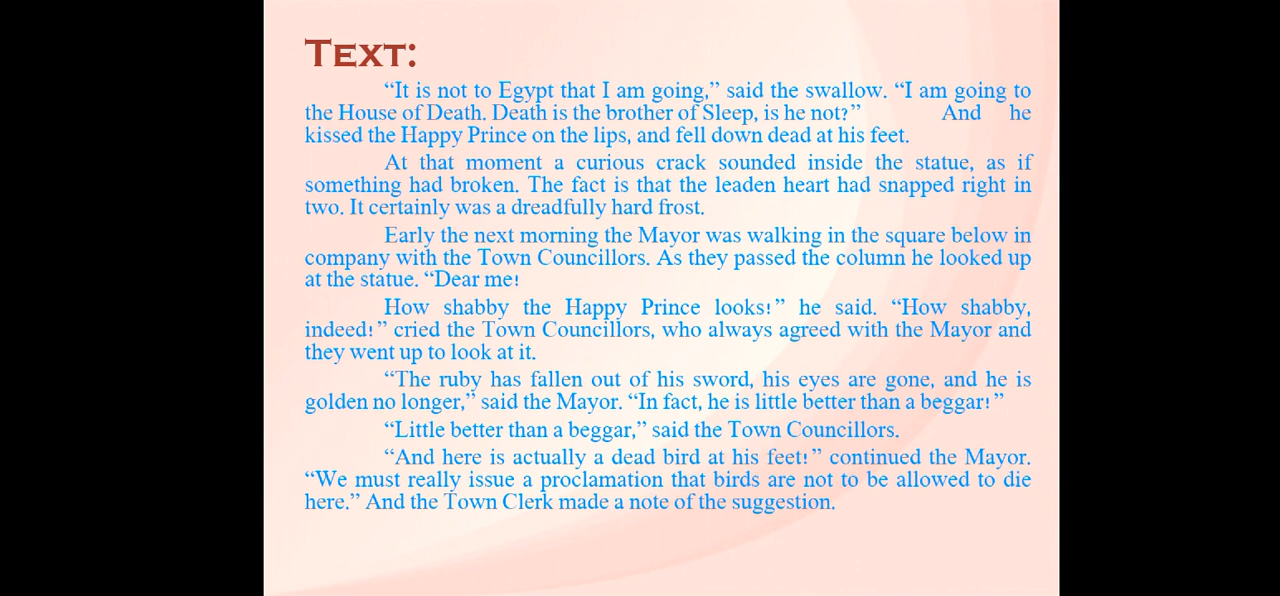 Text:
“It is not to Egypt that I am going,” said the swallow. “I am going to
the House of Death. Death is the brother of Sleep, is he not?” And he
kissed the Happy Prince on the lips, and fell down dead at his feet.
At that moment a curious crack sounded inside the statue, as if
something had broken. The fact is that the leaden heart had snapped right in
two. It certainly was a dreadfully hard frost.
Early the next morning the Mayor was walking in the square below in
company with the Town Councillors. As they passed the column he looked up
at the statue. “Dear me!
How shabby the Happy Prince looks!” he said. “How shabby,
indeed!” cried the Town Councillors, who always agreed with the Mayor and
they went up to look at it.
“The ruby has fallen out of his sword, his eyes are gone, and he is
golden no longer,” said the Mayor. “In fact, he is little better than a beggar!”
“Little better than a beggar,” said the Town Councillors.
“And here is actually a dead bird at his feet!” continued the Mayor.
“We must really issue a proclamation that birds are not to be allowed to die
here.” And the Town Clerk made a note of the suggestion.